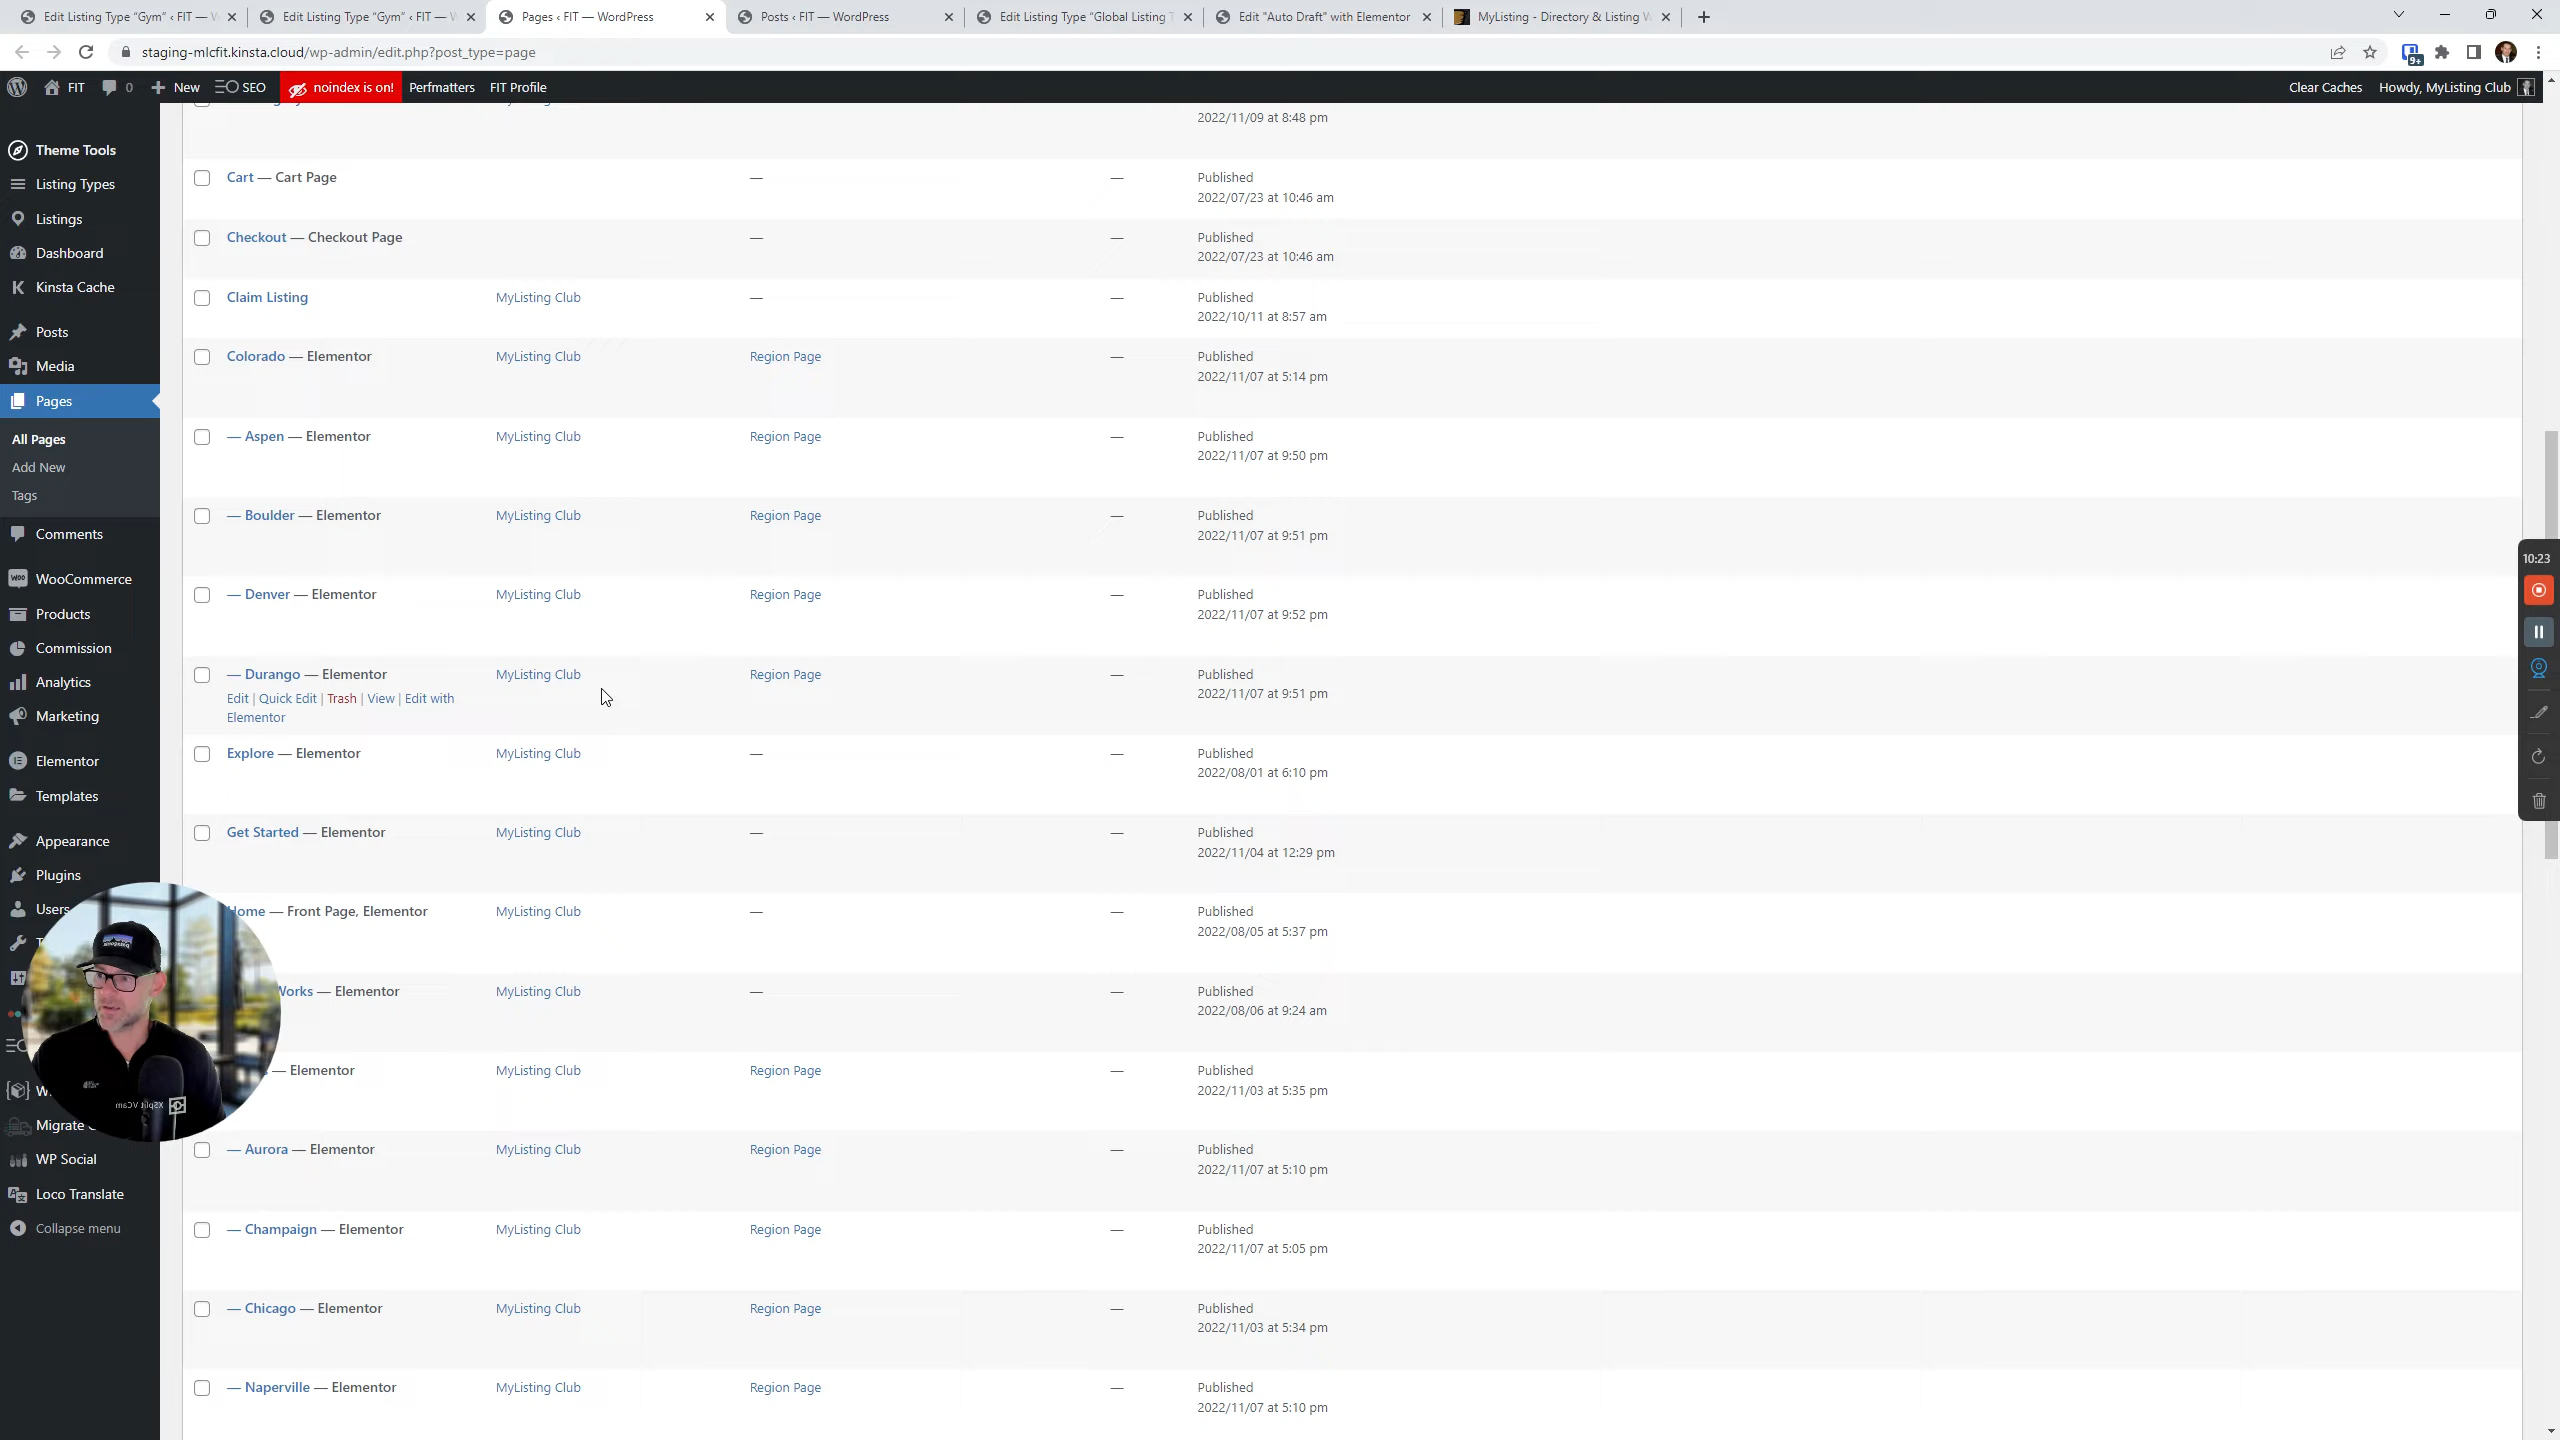 Edit Listing Type "Gym" ‹ FIT — W
Edit Listing Type "Gym" ‹ FIT — W
Pages ‹ FIT — WordPress
Posts ‹ FIT — WordPress
Edit Listing Type "Global Listing T
Edit "Auto Draft" with Elementor
MyListing - Directory & Listing W
staging-mlcfit.kinsta.cloud/wp-admin/edit.php?post_type=page
9+
FIT
0
New
SEO
noindex is on!
Perfmatters
FIT Profile
Clear Caches
Howdy, MyListing Club
Theme Tools
Listing Types
Listings
Dashboard
Kinsta Cache
Posts
Media
Pages
All Pages
Add New
Tags
Comments
WooCommerce
Products
Commission
Analytics
Marketing
Elementor
Templates
Appearance
Plugins
Users
Migrate
WP Social
Loco Translate
Collapse menu
2022/11/09 at 8:48 pm
Cart — Cart Page — — Published
2022/07/23 at 10:46 am
Checkout — Checkout Page — — Published
2022/07/23 at 10:46 am
Claim Listing MyListing Club — — Published
2022/10/11 at 8:57 am
Colorado — Elementor MyListing Club Region Page — Published
2022/11/07 at 5:14 pm
— Aspen — Elementor MyListing Club Region Page — Published
2022/11/07 at 9:50 pm
— Boulder — Elementor MyListing Club Region Page — Published
2022/11/07 at 9:51 pm
— Denver — Elementor MyListing Club Region Page — Published
2022/11/07 at 9:52 pm
— Durango — Elementor MyListing Club Region Page — Published
Edit | Quick Edit | Trash | View | Edit with 2022/11/07 at 9:51 pm
Elementor
Explore — Elementor MyListing Club — — Published
2022/08/01 at 6:10 pm
Get Started — Elementor MyListing Club — — Published
2022/11/04 at 12:29 pm
Home — Front Page, Elementor MyListing Club — — Published
2022/08/05 at 5:37 pm
Works — Elementor MyListing Club — — Published
2022/08/06 at 9:24 am
— Elementor MyListing Club Region Page — Published
2022/11/03 at 5:35 pm
— Aurora — Elementor MyListing Club Region Page — Published
2022/11/07 at 5:10 pm
— Champaign — Elementor MyListing Club Region Page — Published
2022/11/07 at 5:05 pm
— Chicago — Elementor MyListing Club Region Page — Published
2022/11/03 at 5:34 pm
— Naperville — Elementor MyListing Club Region Page — Published
2022/11/07 at 5:10 pm
10:23
XSplit VCam